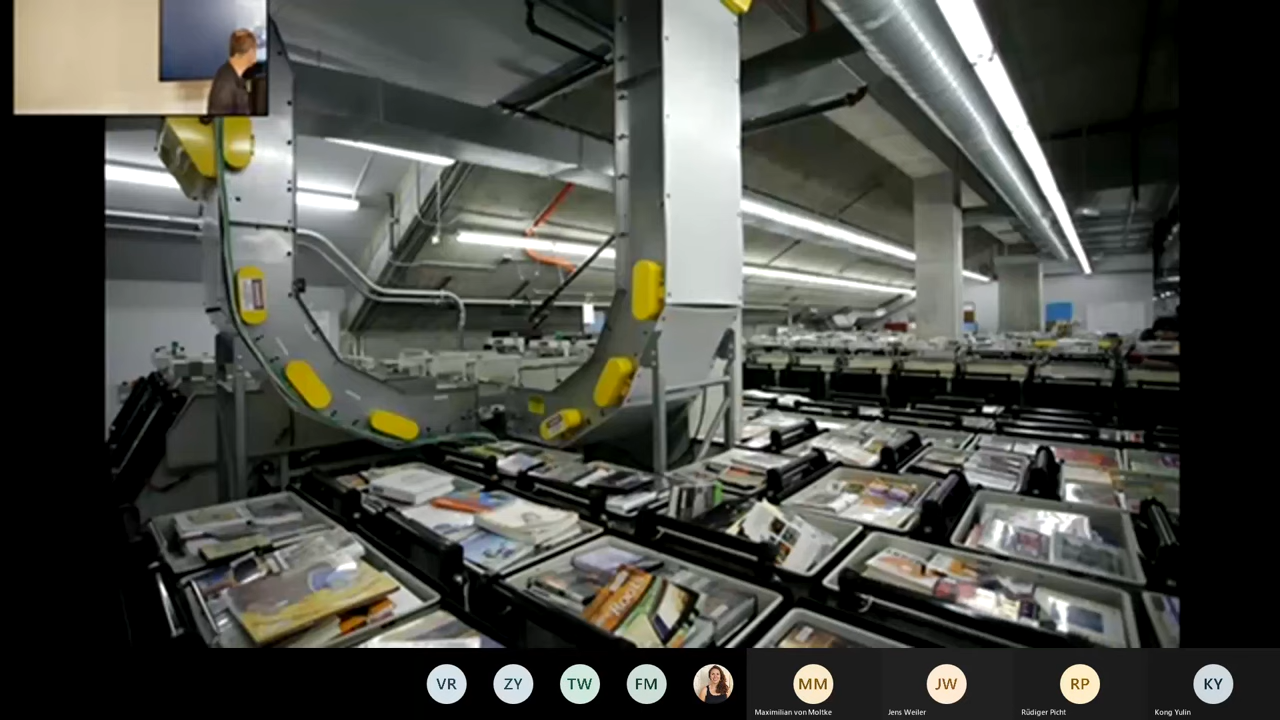 VR
ZY
TW
FM
MM
JW
RP
KY
Maximilian von Moltke
Jens Weiler
Rüdiger Picht
Kong Yulin